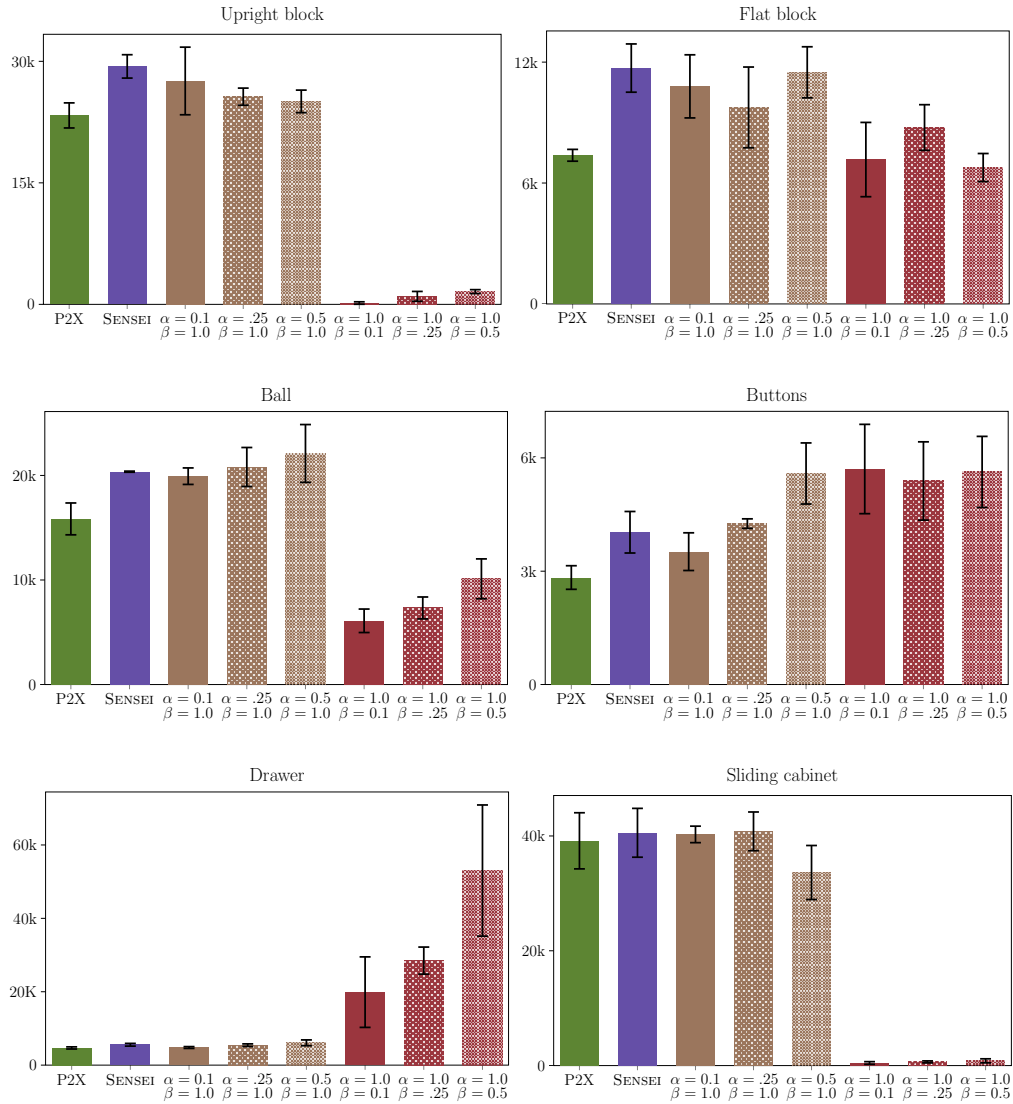 Upright block
30k
15k
0
P2X SENSEI α = 0.1 α = .25 α = 0.5 α = 1.0 α = 1.0 α = 1.0
β = 1.0 β = 1.0 β = 1.0 β = 0.1 β = .25 β = 0.5
Flat block
12k
6k
0
P2X SENSEI α = 0.1 α = .25 α = 0.5 α = 1.0 α = 1.0 α = 1.0
β = 1.0 β = 1.0 β = 1.0 β = 0.1 β = .25 β = 0.5
Ball
20k
10k
0
P2X SENSEI α = 0.1 α = .25 α = 0.5 α = 1.0 α = 1.0 α = 1.0
β = 1.0 β = 1.0 β = 1.0 β = 0.1 β = .25 β = 0.5
Buttons
6k
3k
0
P2X SENSEI α = 0.1 α = .25 α = 0.5 α = 1.0 α = 1.0 α = 1.0
β = 1.0 β = 1.0 β = 1.0 β = 0.1 β = .25 β = 0.5
Drawer
60k
40k
20K
0
P2X SENSEI α = 0.1 α = .25 α = 0.5 α = 1.0 α = 1.0 α = 1.0
β = 1.0 β = 1.0 β = 1.0 β = 0.1 β = .25 β = 0.5
Sliding cabinet
40k
20k
0
P2X SENSEI α = 0.1 α = .25 α = 0.5 α = 1.0 α = 1.0 α = 1.0
β = 1.0 β = 1.0 β = 1.0 β = 0.1 β = .25 β = 0.5